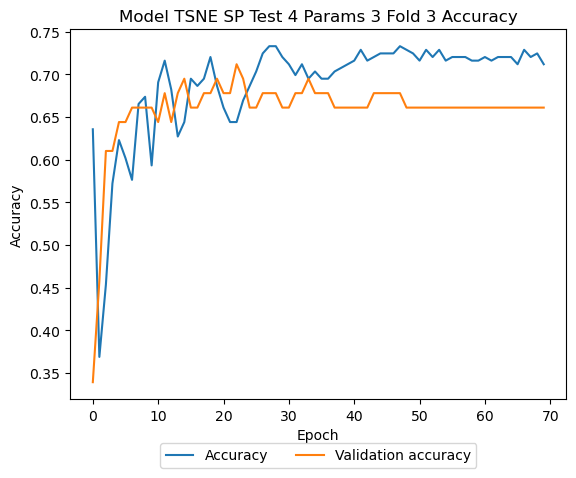 Model TSNE SP Test 4 Params 3 Fold 3 Accuracy
0.75
0.70
0.65
0.60
0.55
0.50
0.45
0.40
0.35
Accuracy
0 10 20 30 40 50 60 70
Epoch
Accuracy Validation accuracy